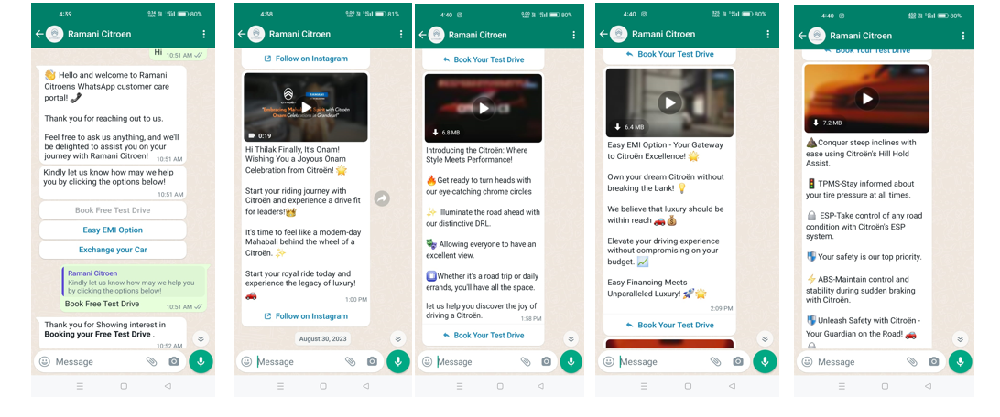 4:39
80%
Ramani Citroen
Hi
10:51 AM
👋 Hello and welcome to Ramani
Citroen's WhatsApp customer care
portal! 📞
Thank you for reaching out to us.
Feel free to ask us anything, and we'll
be delighted to assist you on your
journey with Ramani Citroen!
10:51 AM
Kindly let us know how may we help
you by clicking the options below!
10:51 AM
Book Free Test Drive
Easy EMI Option
Exchange your Car
Ramani Citroen
Kindly let us know how may we help you
by clicking the options below!
Book Free Test Drive
10:51 AM
Thank you for Showing interest in
Booking your Free Test Drive .
10:52 AM
Message
4:38
81%
Ramani Citroen
Follow on Instagram
CITROËN
RAMANI
"Embracing Mahabali's Spirit with Citroën
Onam Celebrations in Grandeur!"
0:19
Hi Thilak Finally, It's Onam!
Wishing You a Joyous Onam
Celebration from Citroën! 🌟
Start your riding journey with
Citroën and experience a drive fit
for leaders!👑
It's time to feel like a modern-day
Mahabali behind the wheel of a
Citroën. ✨
Start your royal ride today and
experience the legacy of luxury!
🚗
1:00 PM
Follow on Instagram
August 30, 2023
Message
4:40
80%
Ramani Citroen
Book Your Test Drive
6.8 MB
Introducing the Citroën: Where
Style Meets Performance!
🔥Get ready to turn heads with
our eye-catching chrome circles
✨ Illuminate the road ahead with
our distinctive DRL.
Allowing everyone to have an
excellent view.
Whether it's a road trip or daily
errands, you'll have all the space.
let us help you discover the joy of
driving a Citroën.
1:58 PM
Book Your Test Drive
Message
4:40
80%
Ramani Citroen
Book Your Test Drive
6.4 MB
Easy EMI Option - Your Gateway
to Citroën Excellence! 🌟
Own your dream Citroën without
breaking the bank! 💡
We believe that luxury should be
within reach 🚗💰
Elevate your driving experience
without compromising on your
budget. 📈
Easy Financing Meets
Unparalleled Luxury! 🚀🌟
2:09 PM
Book Your Test Drive
Message
4:40
80%
Ramani Citroen
Book Your Test Drive
7.2 MB
⛰️Conquer steep inclines with
ease using Citroën's Hill Hold
Assist.
🚦 TPMS-Stay informed about
your tire pressure at all times.
🔒 ESP-Take control of any road
condition with Citroën's ESP
system.
🛡️Your safety is our top priority.
⚡ABS-Maintain control and
stability during sudden braking
with Citroën.
🛡️Unleash Safety with Citroën -
Your Guardian on the Road! 🚗
🔒
Message